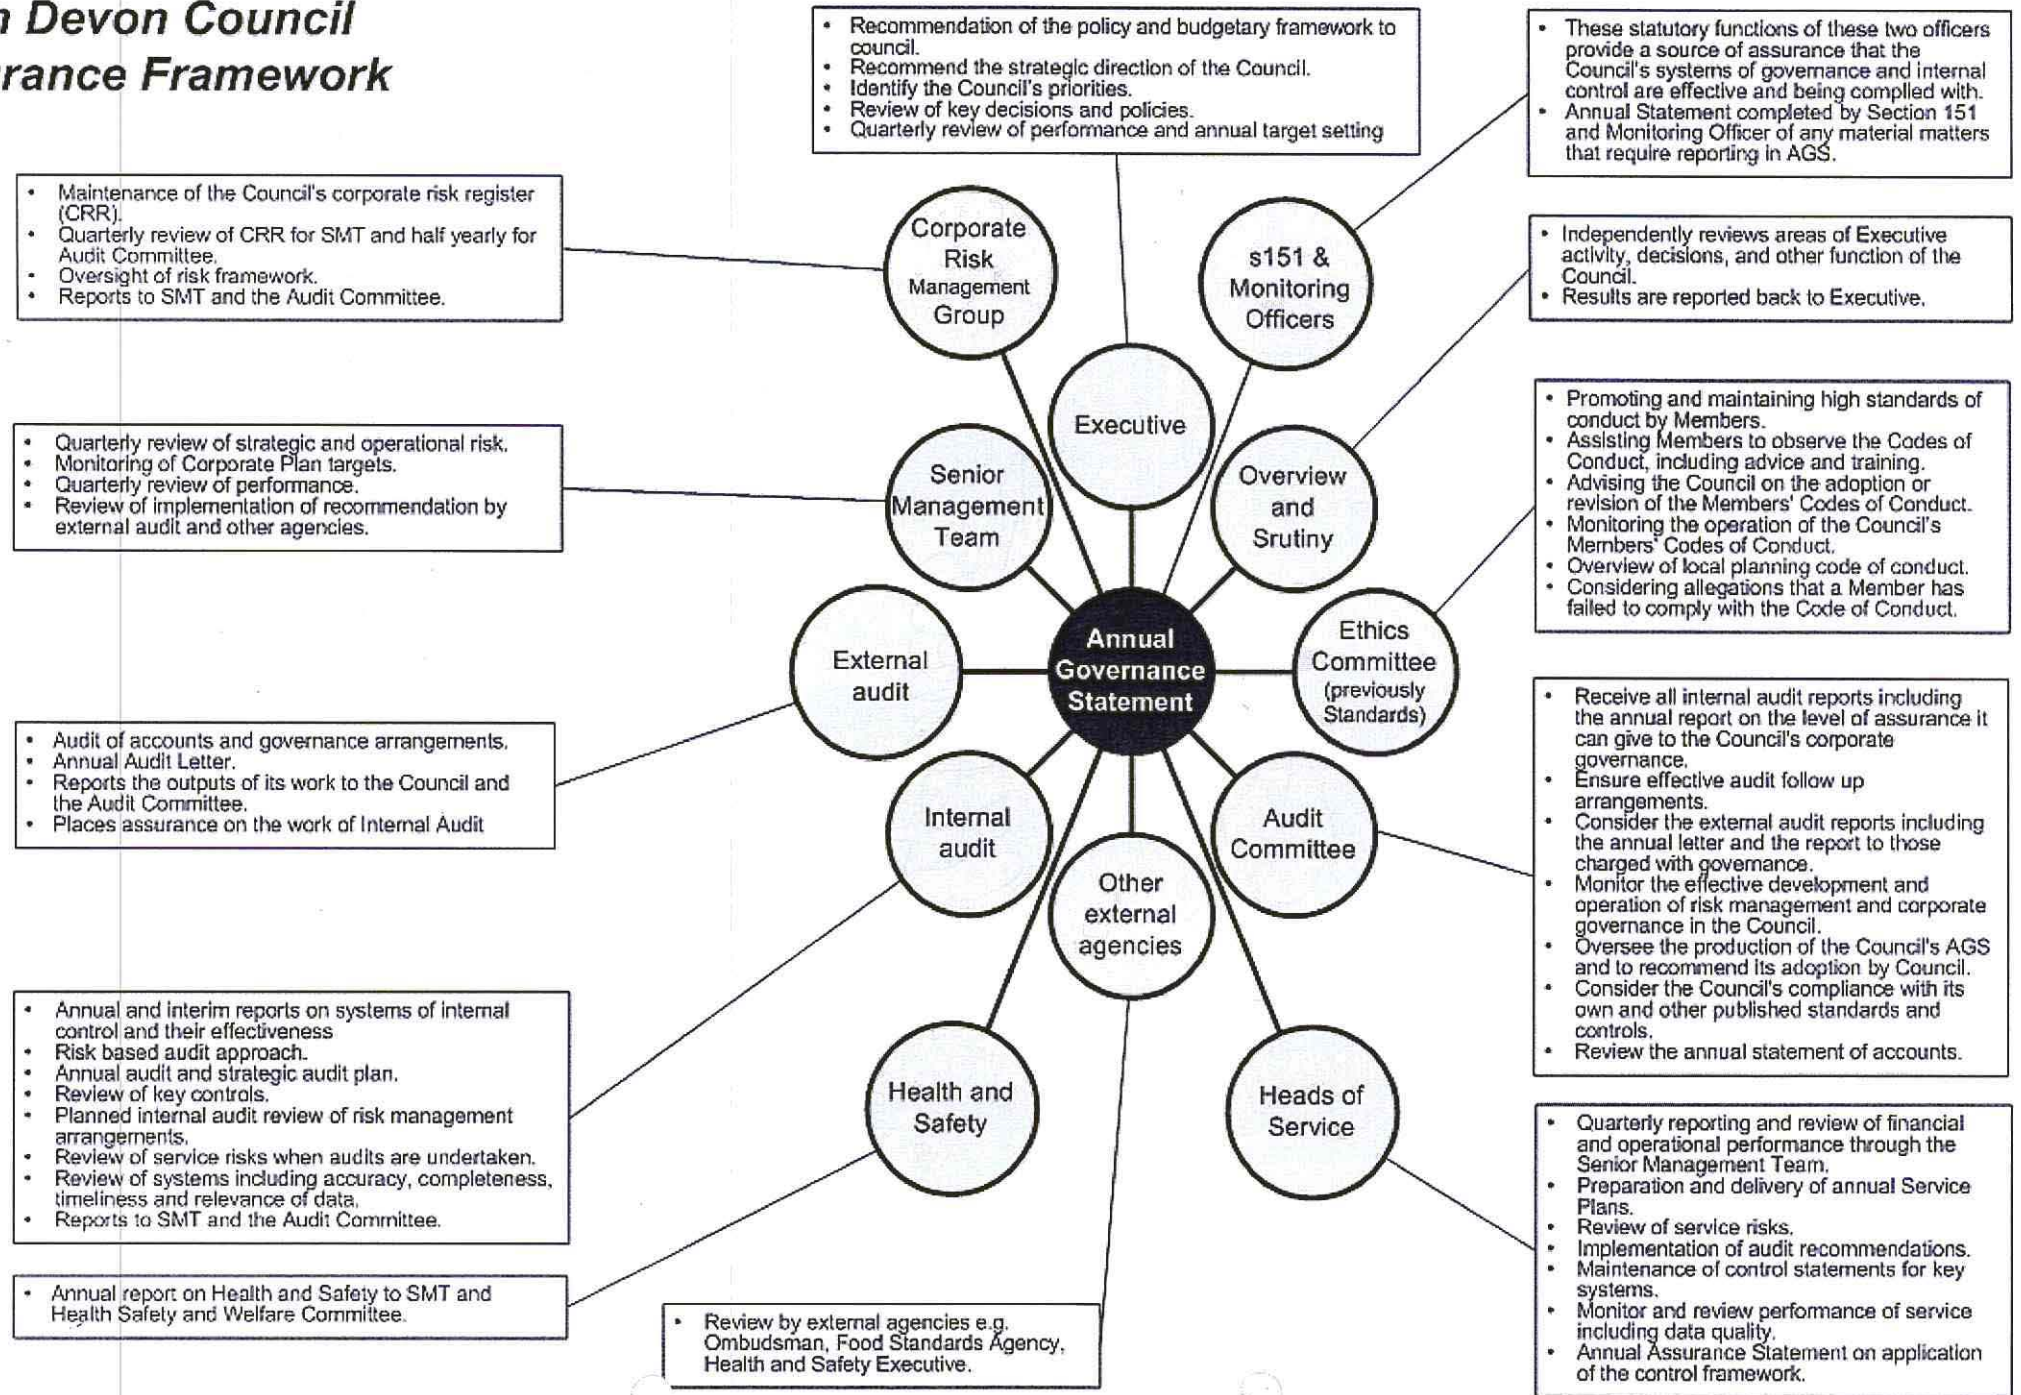 n Devon Council
rance Framework
• Recommendation of the policy and budgetary framework to
council.
• Recommend the strategic direction of the Council.
• Identify the Council's priorities.
• Review of key decisions and policies.
• Quarterly review of performance and annual target setting
• These statutory functions of these two officers
provide a source of assurance that the
Council's systems of governance and internal
control are effective and being complied with.
• Annual Statement completed by Section 151
and Monitoring Officer of any material matters
that require reporting in AGS.
• Maintenance of the Council's corporate risk register
(CRR).
• Quarterly review of CRR for SMT and half yearly for
Audit Committee.
• Oversight of risk framework.
• Reports to SMT and the Audit Committee.
Corporate
Risk
Management
Group
s151 &
Monitoring
Officers
• Independently reviews areas of Executive
activity, decisions, and other function of the
Council.
• Results are reported back to Executive.
Executive
• Quarterly review of strategic and operational risk.
• Monitoring of Corporate Plan targets.
• Quarterly review of performance.
• Review of implementation of recommendation by
external audit and other agencies.
Senior
Management
Team
Overview
and
Srutiny
• Promoting and maintaining high standards of
conduct by Members.
• Assisting Members to observe the Codes of
Conduct, including advice and training.
• Advising the Council on the adoption or
revision of the Members' Codes of Conduct.
• Monitoring the operation of the Council's
Members' Codes of Conduct.
• Overview of local planning code of conduct.
• Considering allegations that a Member has
failed to comply with the Code of Conduct.
External
audit
Annual
Governance
Statement
Ethics
Committee
(previously
Standards)
• Audit of accounts and governance arrangements.
• Annual Audit Letter.
• Reports the outputs of its work to the Council and
the Audit Committee.
• Places assurance on the work of Internal Audit
• Receive all internal audit reports including
the annual report on the level of assurance it
can give to the Council's corporate
governance.
• Ensure effective audit follow up
arrangements.
• Consider the external audit reports including
the annual letter and the report to those
charged with governance.
• Monitor the effective development and
operation of risk management and corporate
governance in the Council.
• Oversee the production of the Council's AGS
and to recommend its adoption by Council.
• Consider the Council's compliance with its
own and other published standards and
controls.
• Review the annual statement of accounts.
Internal
audit
Audit
Committee
Other
external
agencies
• Annual and interim reports on systems of internal
control and their effectiveness
• Risk based audit approach.
• Annual audit and strategic audit plan.
• Review of key controls.
• Planned internal audit review of risk management
arrangements.
• Review of service risks when audits are undertaken.
• Review of systems including accuracy, completeness,
timeliness and relevance of data.
• Reports to SMT and the Audit Committee.
Health and
Safety
Heads of
Service
• Quarterly reporting and review of financial
and operational performance through the
Senior Management Team.
• Preparation and delivery of annual Service
Plans.
• Review of service risks.
• Implementation of audit recommendations.
• Maintenance of control statements for key
systems.
• Monitor and review performance of service
including data quality.
• Annual Assurance Statement on application
of the control framework.
• Annual report on Health and Safety to SMT and
Health Safety and Welfare Committee.
• Review by external agencies e.g.
Ombudsman, Food Standards Agency,
Health and Safety Executive.